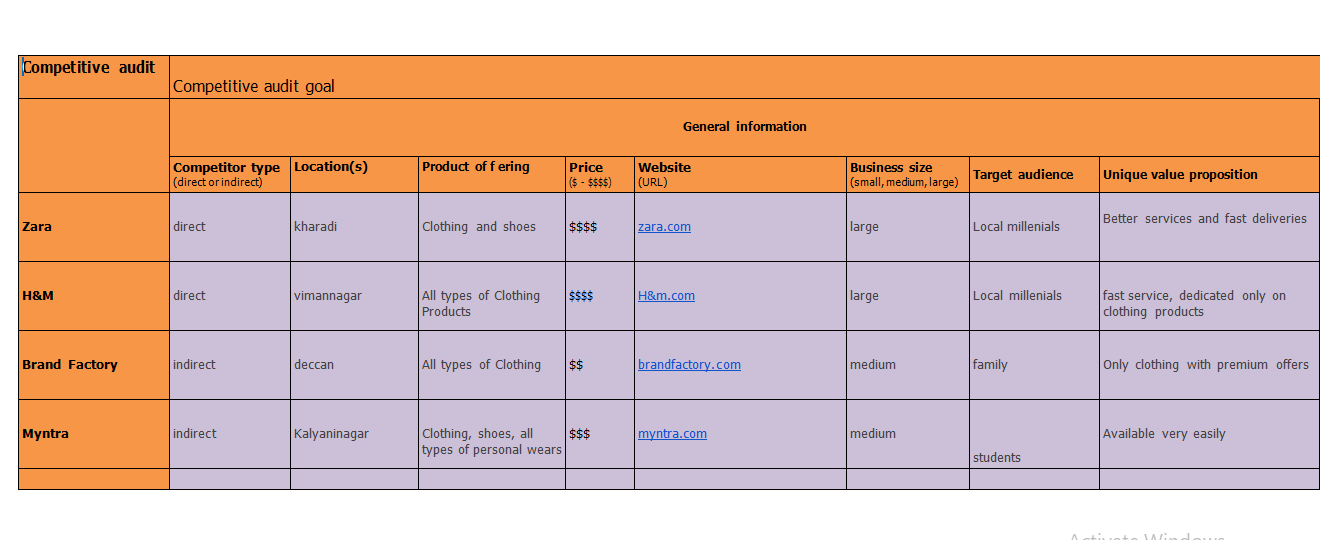 Competitive audit
Competitive audit goal
General information
Competitor type
(direct or indirect)
Location(s)
Product offering
Price
($ - $$$$)
Website
(URL)
Business size
(small, medium, large)
Target audience
Unique value proposition
Zara
direct
kharadi
Clothing and shoes
$$$$
zara.com
large
Local millenials
Better services and fast deliveries
H&M
direct
vimannagar
All types of Clothing
Products
$$$$
H&m.com
large
Local millenials
fast service, dedicated only on
clothing products
Brand Factory
indirect
deccan
All types of Clothing
$$
brandfactory.com
medium
family
Only clothing with premium offers
Myntra
indirect
Kalyaninagar
Clothing, shoes, all
types of personal wears
$$$
myntra.com
medium
students
Available very easily
Activate Windows